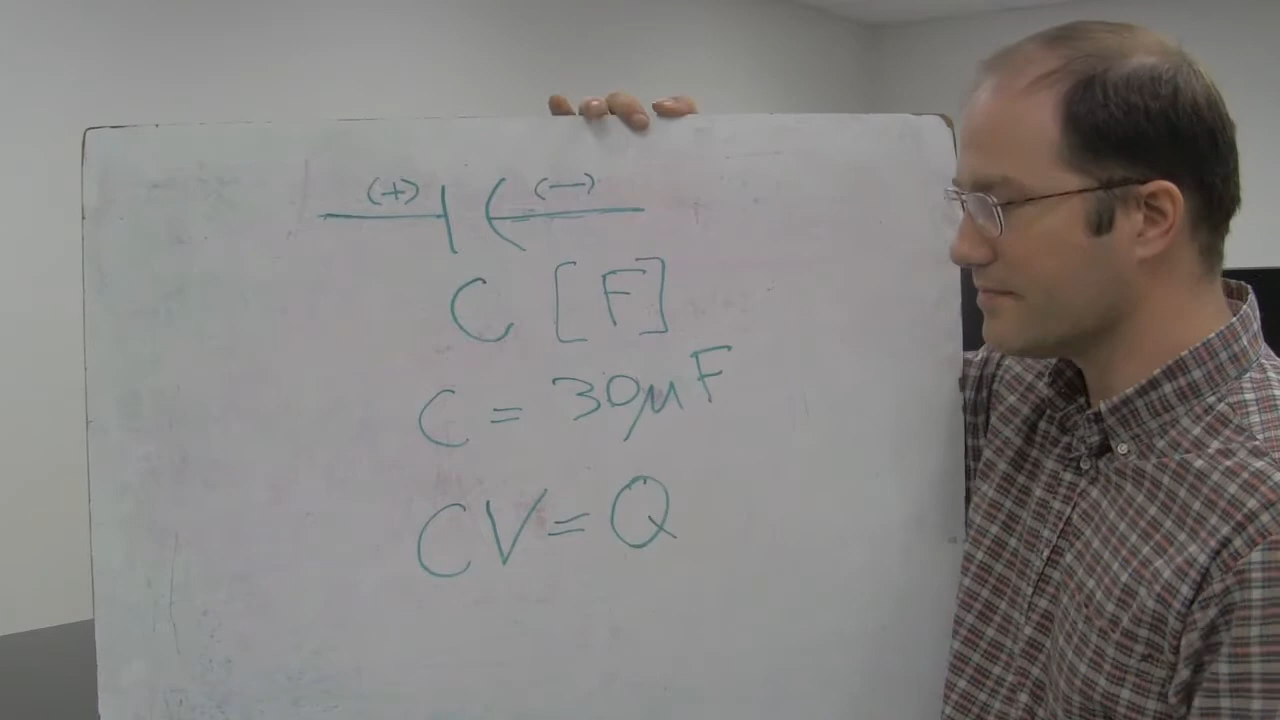 (+) (−)
C [F]
C = 30μF
CV = Q